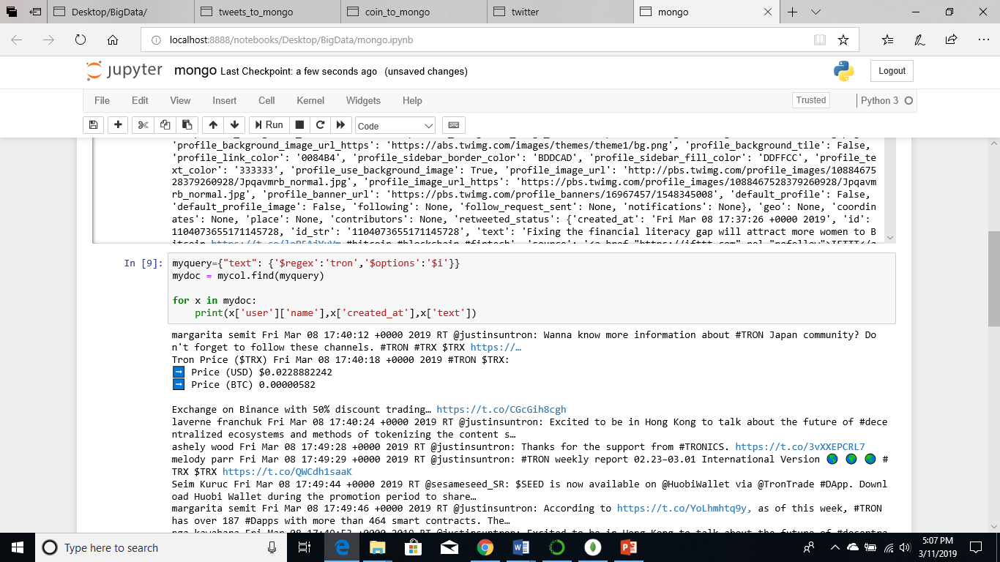 Desktop/BigData/
tweets_to_mongo
coin_to_mongo
twitter
mongo
localhost:8888/notebooks/Desktop/BigData/mongo.ipynb
jupyter mongo Last Checkpoint: a few seconds ago (unsaved changes)
Logout
File Edit View Insert Cell Kernel Widgets Help
Trusted Python 3
Run Code
'profile_background_image_url_https': 'https://abs.twimg.com/images/themes/theme1/bg.png', 'profile_background_tile': False,
'profile_link_color': '0084B4', 'profile_sidebar_border_color': 'BDDCAD', 'profile_sidebar_fill_color': 'DDFFCC', 'profile_te
xt_color': '333333', 'profile_use_background_image': True, 'profile_image_url': 'http://pbs.twimg.com/profile_images/10884675
28379260928/Jpqavmrb_normal.jpg', 'profile_image_url_https': 'https://pbs.twimg.com/profile_images/1088467528379260928/Jpqavm
rb_normal.jpg', 'profile_banner_url': 'https://pbs.twimg.com/profile_banners/16967457/1548345008', 'default_profile': False,
'default_profile_image': False, 'following': None, 'follow_request_sent': None, 'notifications': None}, 'geo': None, 'coordin
ates': None, 'place': None, 'contributors': None, 'retweeted_status': {'created_at': 'Fri Mar 08 17:37:26 +0000 2019', 'id':
1104073655171145728, 'id_str': '1104073655171145728', 'text': 'Fixing the financial literacy gap will attract more women to B
In [9]:
myquery={"text": {'$regex':'tron','$options':'$i'}}
mydoc = mycol.find(myquery)
for x in mydoc:
print(x['user']['name'],x['created_at'],x['text'])
margarita semit Fri Mar 08 17:40:12 +0000 2019 RT @justinsuntron: Wanna know more information about #TRON Japan community? Do
n't forget to follow these channels. #TRON #TRX $TRX https://…
Tron Price ($TRX) Fri Mar 08 17:40:18 +0000 2019 #TRON $TRX:
Price (USD) $0.0228882242
Price (BTC) 0.00000582
Exchange on Binance with 50% discount trading… https://t.co/CGcGih8cgh
laverne franchuk Fri Mar 08 17:40:24 +0000 2019 RT @justinsuntron: Excited to be in Hong Kong to talk about the future of #dece
ntralized ecosystems and methods of tokenizing the content s…
ashely wood Fri Mar 08 17:49:28 +0000 2019 RT @justinsuntron: Thanks for the support from #TRONICS. https://t.co/3vXXEPCRL7
melody parr Fri Mar 08 17:49:29 +0000 2019 RT @justinsuntron: #TRON weekly report 02.23–03.01 International Version 🌏 🌍 🌏 #
TRX $TRX https://t.co/QWCdh1saaK
Seim Kuruc Fri Mar 08 17:49:44 +0000 2019 RT @sesameseed_SR: $SEED is now available on @HuobiWallet via @TronTrade #DApp. Downl
oad Huobi Wallet during the promotion period to share…
margarita semit Fri Mar 08 17:49:46 +0000 2019 RT @justinsuntron: According to https://t.co/YoLhmhtq9y, as of this week, #TRON
has over 187 #Dapps with more than 464 smart contracts. The…
Type here to search
5:07 PM
3/11/2019